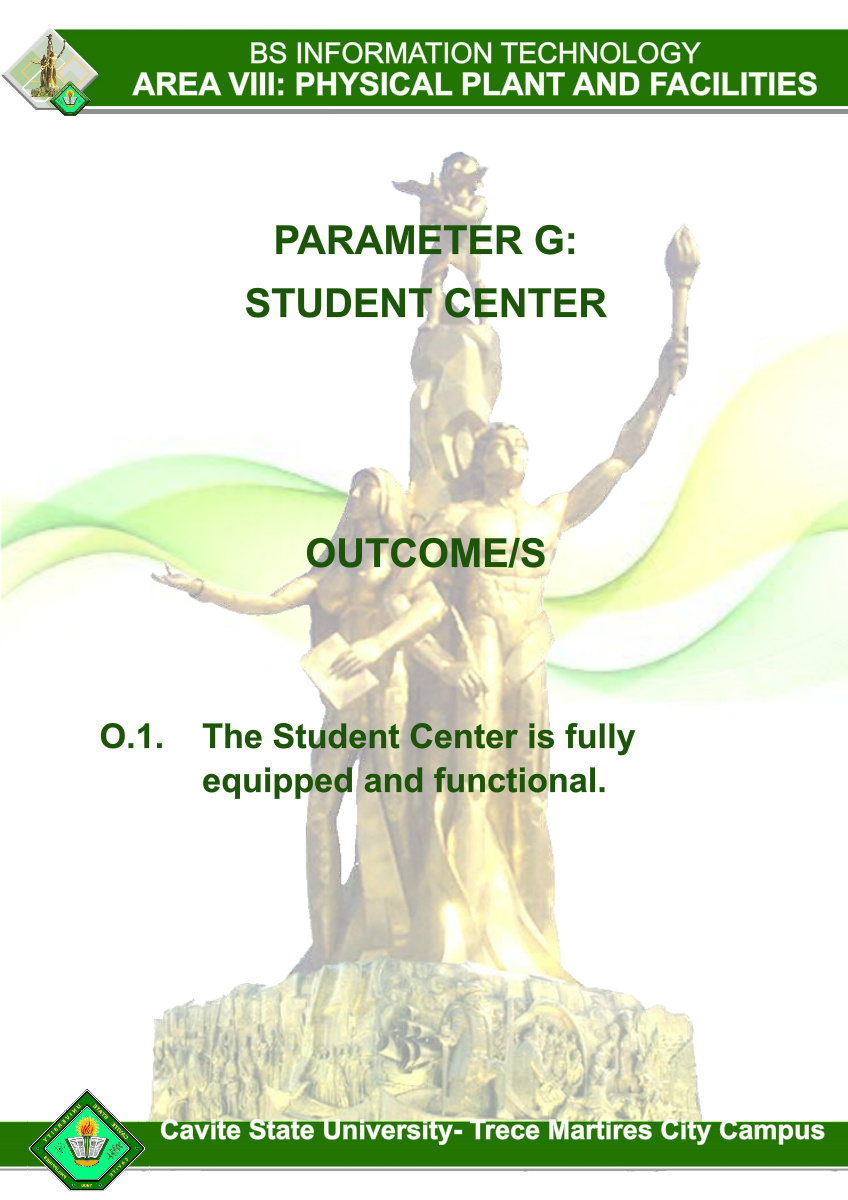 BS INFORMATION TECHNOLOGY
AREA VIII: PHYSICAL PLANT AND FACILITIES
PARAMETER G:
STUDENT CENTER
OUTCOME/S
O.1. The Student Center is fully
equipped and functional.
Cavite State University- Trece Martires City Campus